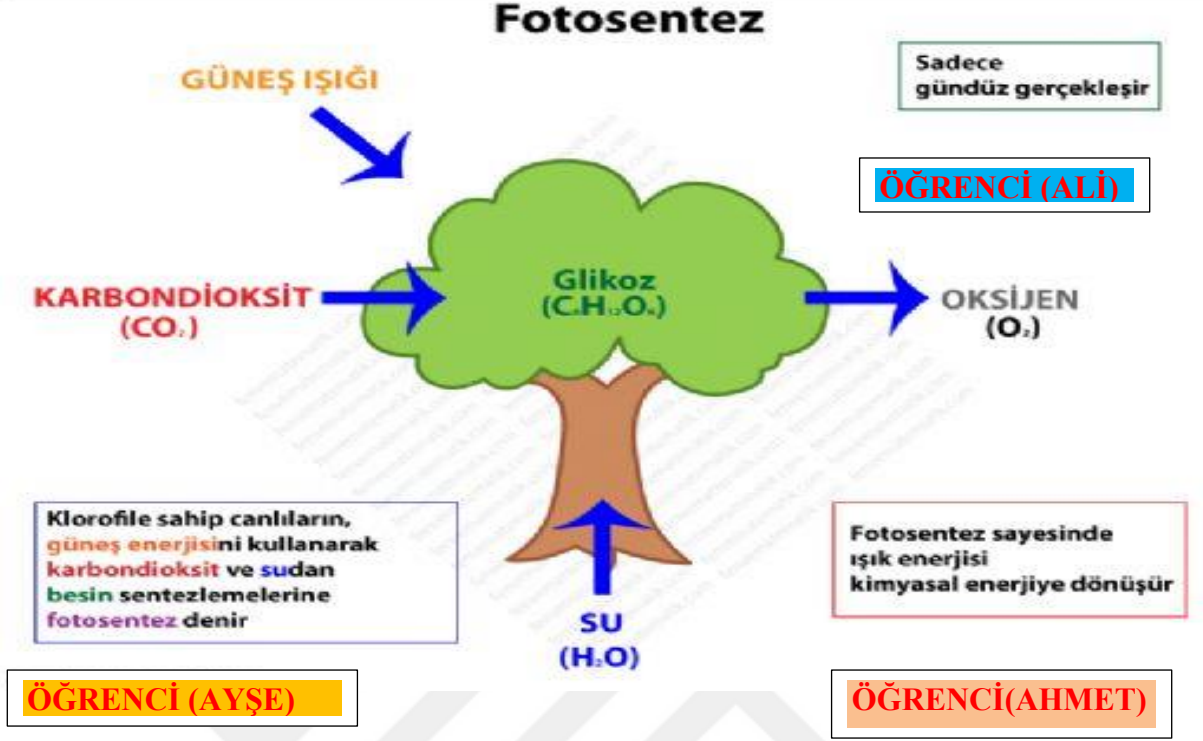 Fotosentez
GÜNEŞ IŞIĞI
Sadece
gündüz gerçekleşir
ÖĞRENCİ (ALİ)
KARBONDİOKSİT
(CO₂)
Glikoz
(C₆H₁₂O₆)
OKSİJEN
(O₂)
Klorofile sahip canlıların,
güneş enerjisini kullanarak
karbondioksit ve sudan
besin sentezlemelerine
fotosentez denir
Fotosentez sayesinde
ışık enerjisi
kimyasal enerjiye dönüşür
SU
(H₂O)
ÖĞRENCİ (AYŞE)
ÖĞRENCİ(AHMET)